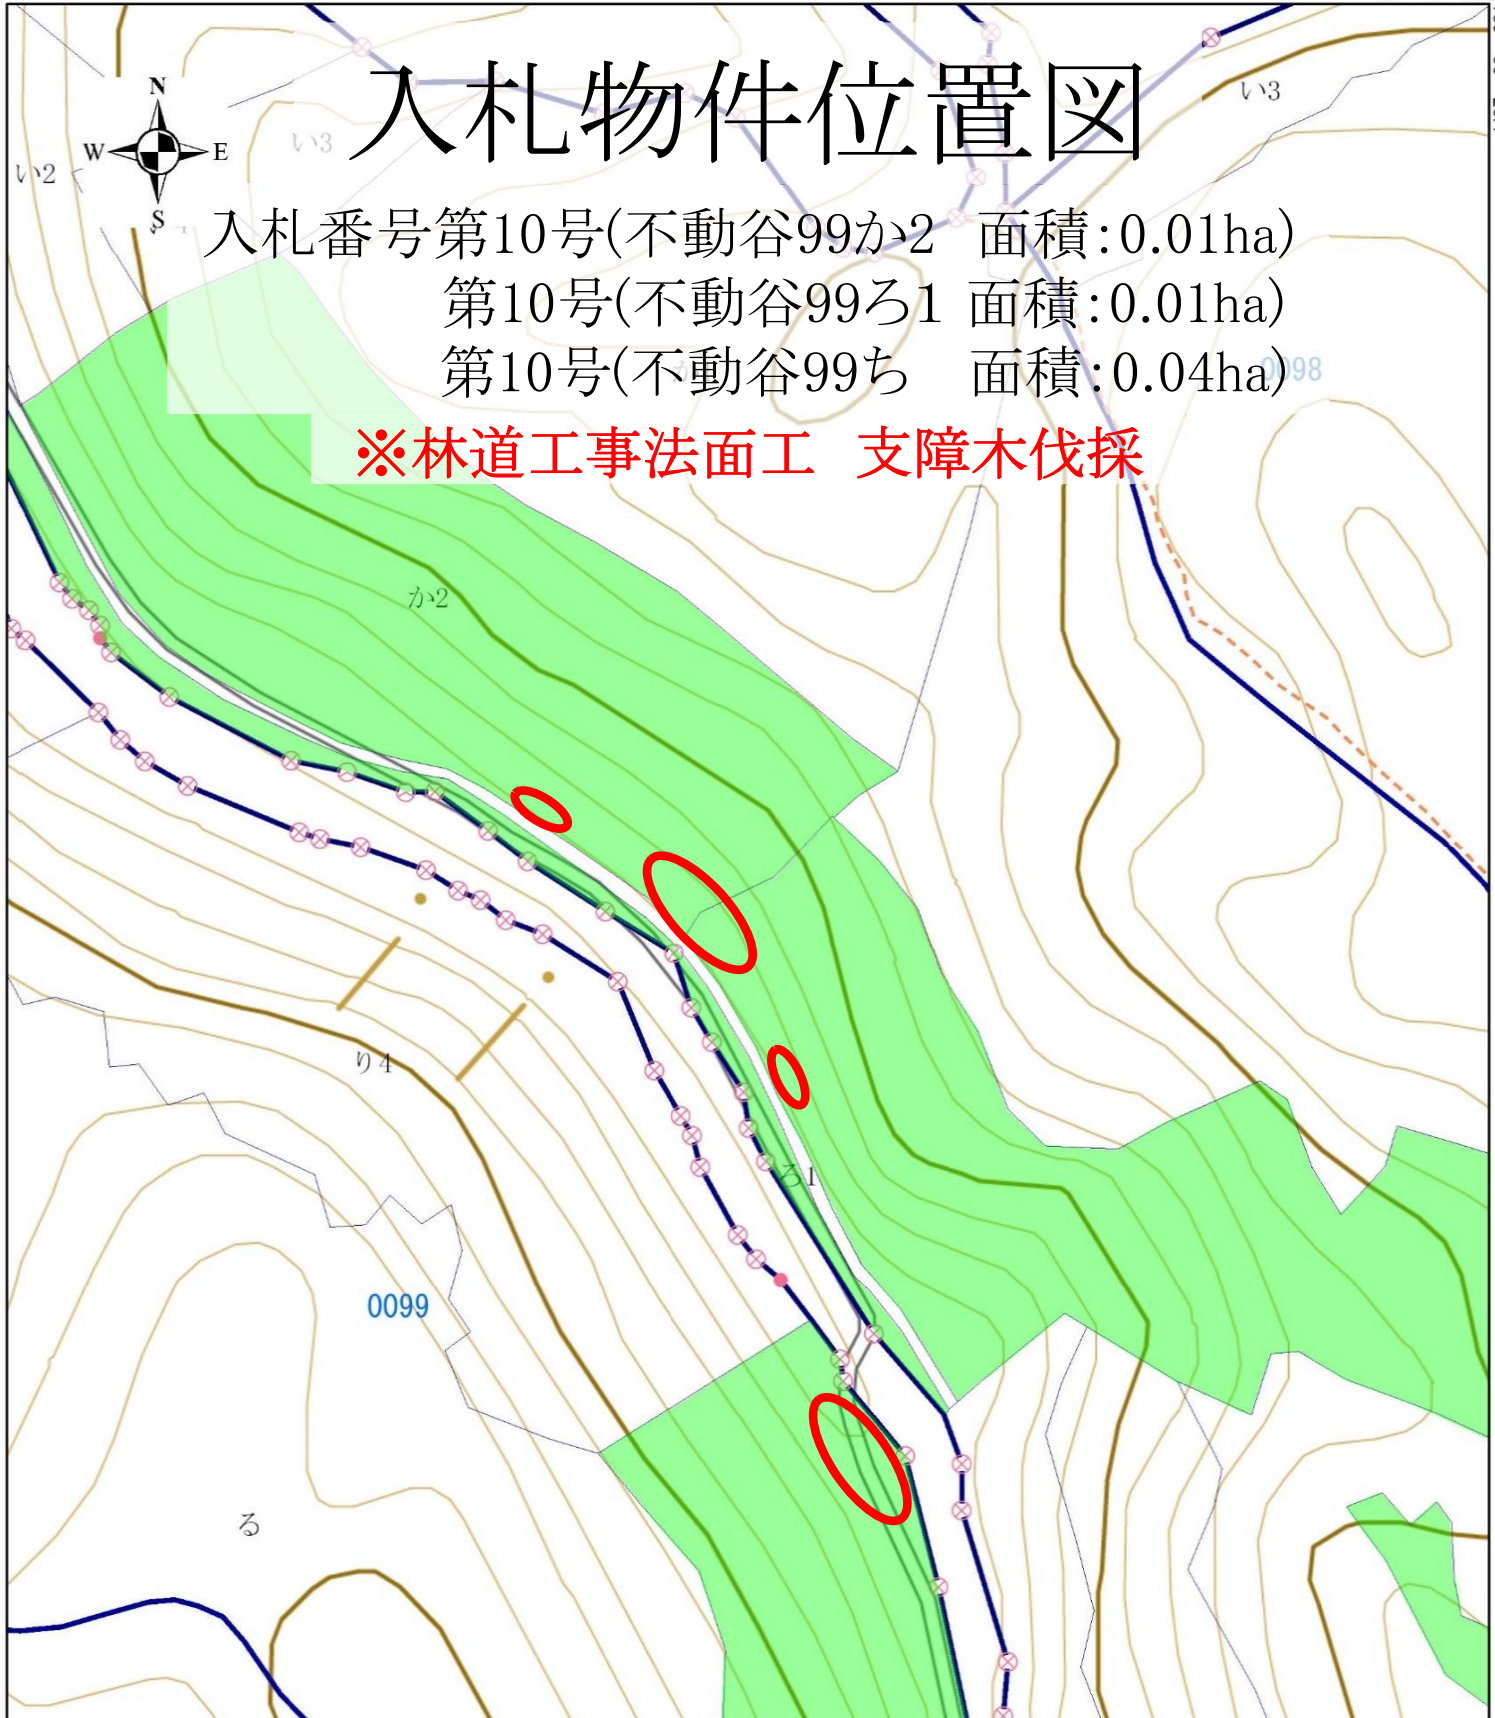 入札物件位置図
N
W E
S
い2
い3
い3
入札番号第10号(不動谷99か2 面積:0.01ha)
第10号(不動谷99ろ1 面積:0.01ha)
第10号(不動谷99ち 面積:0.04ha)
0098
※林道工事法面工 支障木伐採
か2
り4
ろ1
0099
る